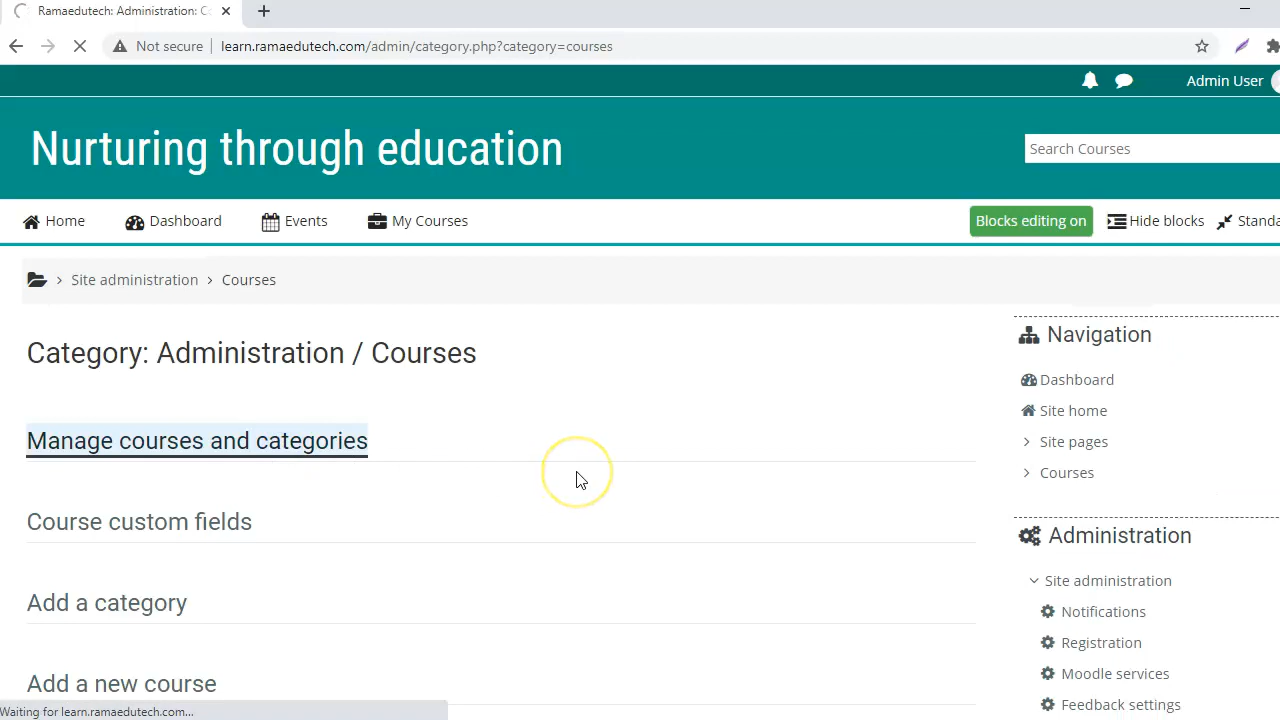 Ramaedutech: Administration: Co
Not secure | learn.ramaedutech.com/admin/category.php?category=courses
Admin User
Nurturing through education
Search Courses
Home Dashboard Events My Courses Blocks editing on Hide blocks Standa
Site administration Courses
Category: Administration / Courses
Manage courses and categories
Course custom fields
Add a category
Add a new course
Navigation
Dashboard
Site home
Site pages
Courses
Administration
Site administration
Notifications
Registration
Moodle services
Feedback settings
Waiting for learn.ramaedutech.com...